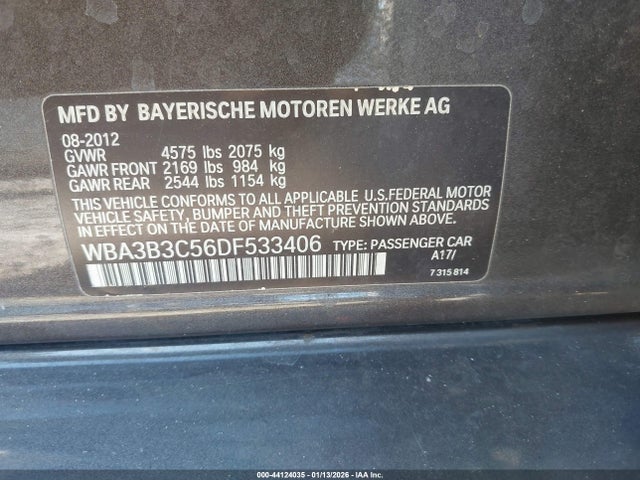 MFD BY BAYERISCHE MOTOREN WERKE AG
08-2012
GVWR 4575 lbs 2075 kg
GAWR FRONT 2169 lbs 984 kg
GAWR REAR 2544 lbs 1154 kg
THIS VEHICLE CONFORMS TO ALL APPLICABLE U.S.FEDERAL MOTOR
VEHICLE SAFETY, BUMPER AND THEFT PREVENTION STANDARDS
IN EFFECT ON THE DATE OF MANUFACTURE SHOWN ABOVE.
WBA3B3C56DF533406 TYPE: PASSENGER CAR
7 315 814
000-44124035 - 01/13/2026 - IAA Inc.